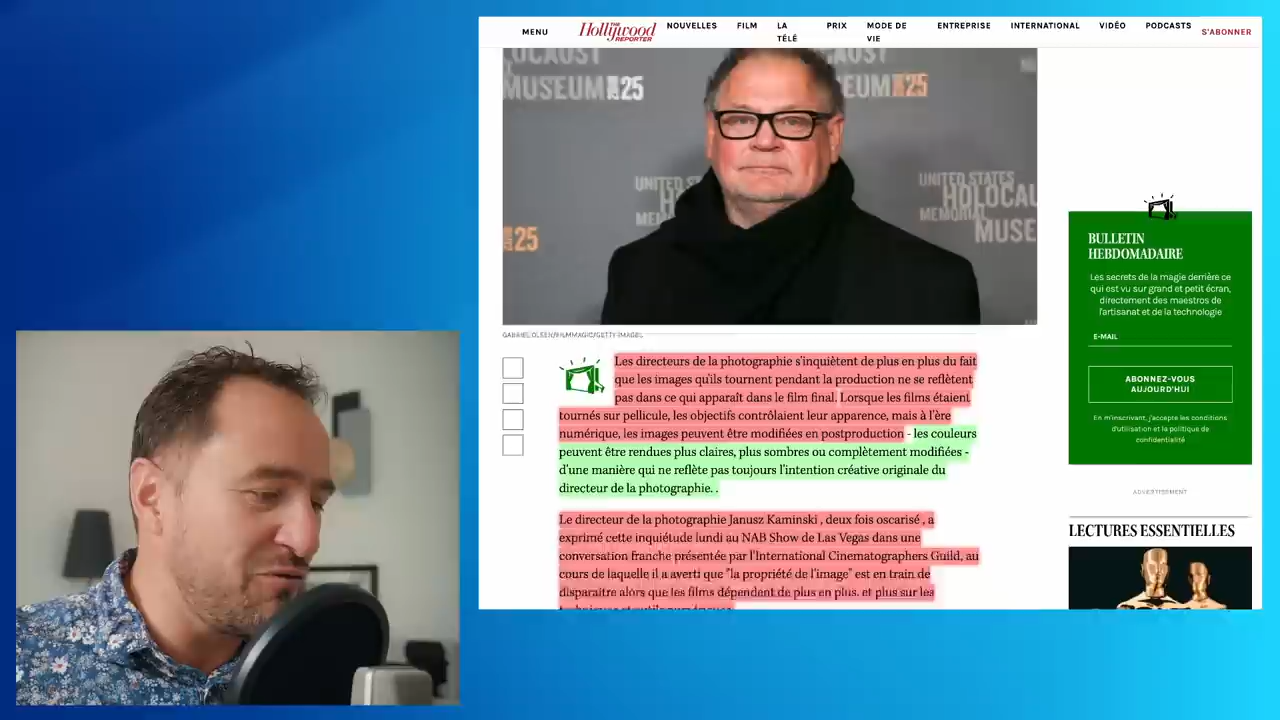 MENU
THE
Hollywood
REPORTER
NOUVELLES
FILM
LA
TÉLÉ
PRIX
MODE DE
VIE
ENTREPRISE
INTERNATIONAL
VIDÉO
PODCASTS
S'ABONNER
MUSEUM 25
EUM 25
UNITED STATES
MEMORIAL
MUSE
25
GABRIEL OLSEN/FILMMAGIC/GETTY IMAGES
Les directeurs de la photographie s'inquiètent de plus en plus du fait
que les images qu'ils tournent pendant la production ne se reflètent
pas dans ce qui apparaît dans le film final. Lorsque les films étaient
tournés sur pellicule, les objectifs contrôlaient leur apparence, mais à l'ère
numérique, les images peuvent être modifiées en postproduction - les couleurs
peuvent être rendues plus claires, plus sombres ou complètement modifiées -
d'une manière qui ne reflète pas toujours l'intention créative originale du
directeur de la photographie. .
Le directeur de la photographie Janusz Kaminski , deux fois oscarisé , a
exprimé cette inquiétude lundi au NAB Show de Las Vegas dans une
conversation franche présentée par l'International Cinematographers Guild, au
cours de laquelle il a averti que "la propriété de l'image" est en train de
disparaître alors que les films dépendent de plus en plus. et plus sur les
BULLETIN
HEBDOMADAIRE
Les secrets de la magie derrière ce
qui est vu sur grand et petit écran,
directement des maestros de
l'artisanat et de la technologie
E-MAIL
ABONNEZ-VOUS
AUJOURD'HUI
En m'inscrivant, j'accepte les conditions
d'utilisation et la politique de
confidentialité
ADVERTISEMENT
LECTURES ESSENTIELLES